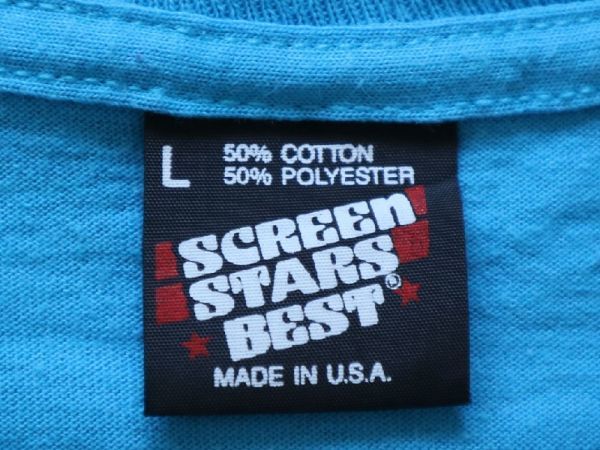 L 50% COTTON
50% POLYESTER
SCREEN
STARS
BEST®
MADE IN U.S.A.